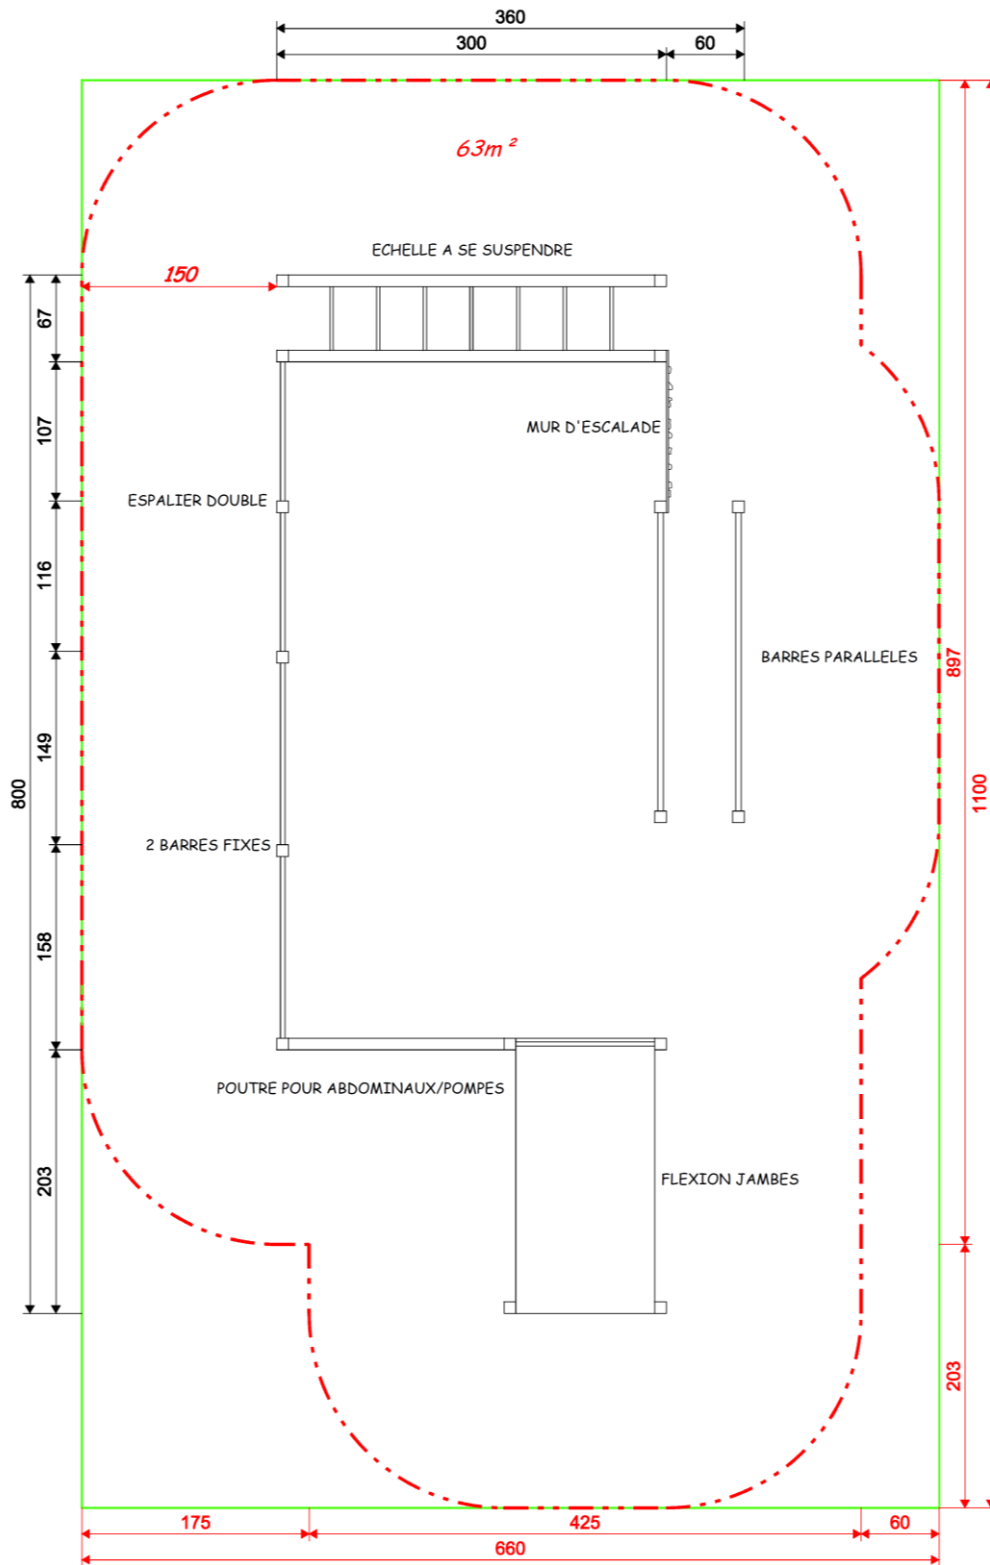 360
300
60
63m²
ECHELLE A SE SUSPENDRE
150
67
MUR D'ESCALADE
107
ESPALIER DOUBLE
116
BARRES PARALLELES
897
149
800
1100
2 BARRES FIXES
158
POUTRE POUR ABDOMINAUX/POMPES
203
FLEXION JAMBES
203
175
425
60
660